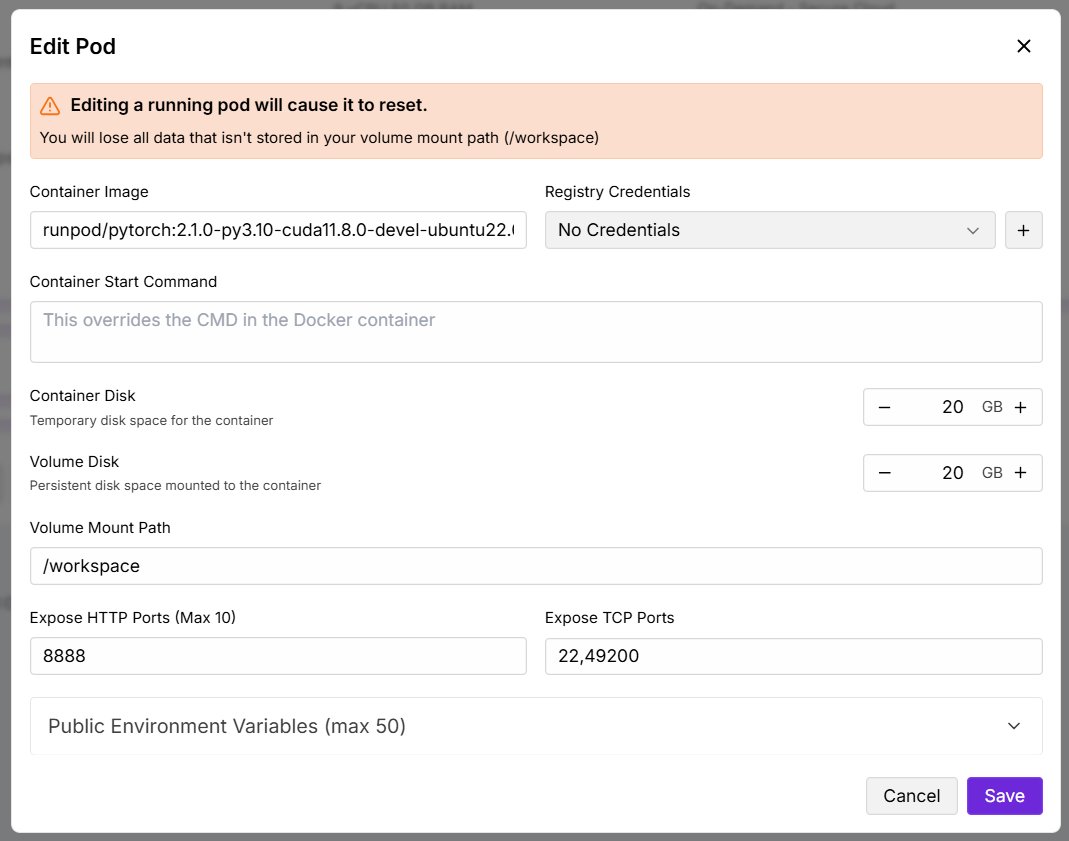 Edit Pod
Editing a running pod will cause it to reset.
You will lose all data that isn't stored in your volume mount path (/workspace)
Container Image
Registry Credentials
runpod/pytorch:2.1.0-py3.10-cuda11.8.0-devel-ubuntu22.
No Credentials
Container Start Command
This overrides the CMD in the Docker container
Container Disk
Temporary disk space for the container
20 GB
Volume Disk
Persistent disk space mounted to the container
20 GB
Volume Mount Path
/workspace
Expose HTTP Ports (Max 10)
Expose TCP Ports
8888
22,49200
Public Environment Variables (max 50)
Cancel
Save